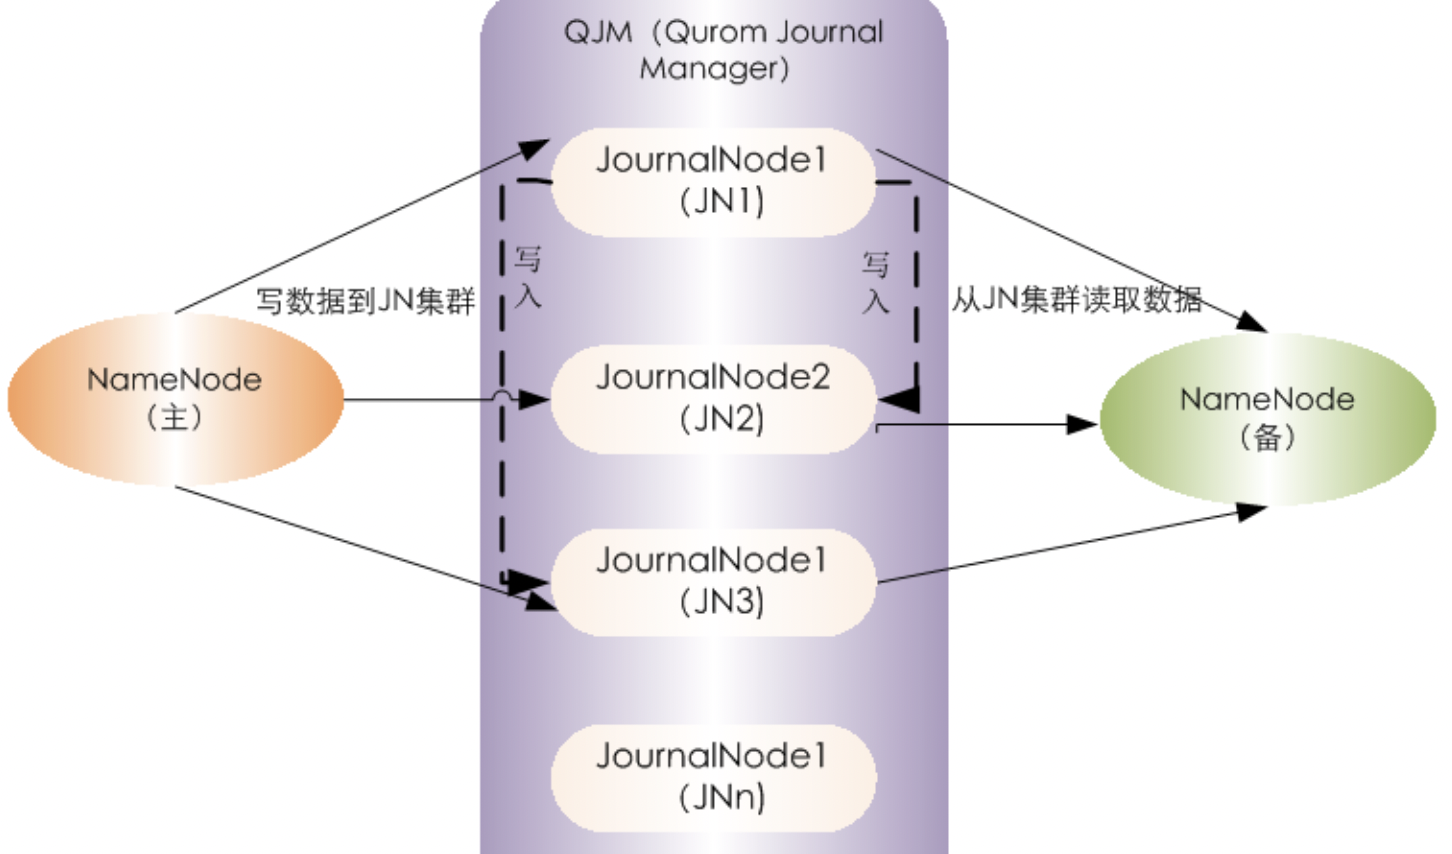 QJM（Qurom Journal
Manager）
JournalNode1
（JN1)
写
入
写
入
写数据到JN集群
从JN集群读取数据
NameNode
（主）
JournalNode2
（JN2)
NameNode
（备）
JournalNode1
（JN3)
JournalNode1
（JNn)